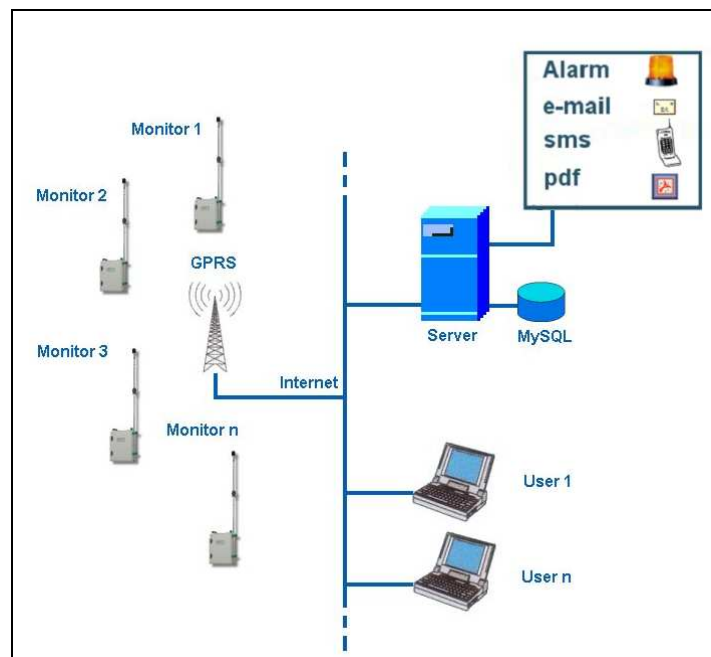 Alarm
e-mail
sms
pdf
Monitor 1
Monitor 2
GPRS
Server
MySQL
Monitor 3
Internet
Monitor n
User 1
User n